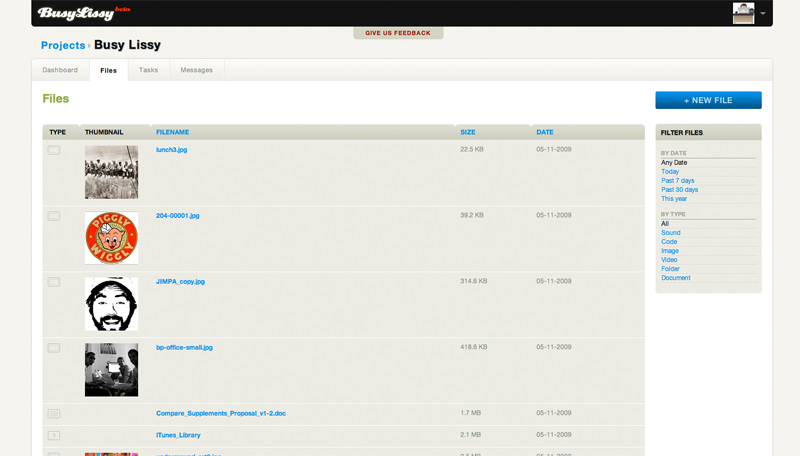 BusyLissy beta
GIVE US FEEDBACK
Projects › Busy Lissy
Dashboard Files Tasks Messages
Files
+ NEW FILE
TYPE THUMBNAIL FILENAME SIZE DATE
lunch3.jpg 22.5 KB 05-11-2009
204-00001.jpg 39.2 KB 05-11-2009
PIGGLY
WIGGLY
JIMPA_copy.jpg 314.6 KB 05-11-2009
bp-office-small.jpg 418.6 KB 05-11-2009
Compare_Supplements_Proposal_v1-2.doc 1.7 MB 05-11-2009
iTunes_Library 2.1 MB 05-11-2009
FILTER FILES
BY DATE
Any Date
Today
Past 7 days
Past 30 days
This year
BY TYPE
All
Sound
Code
Image
Video
Folder
Document